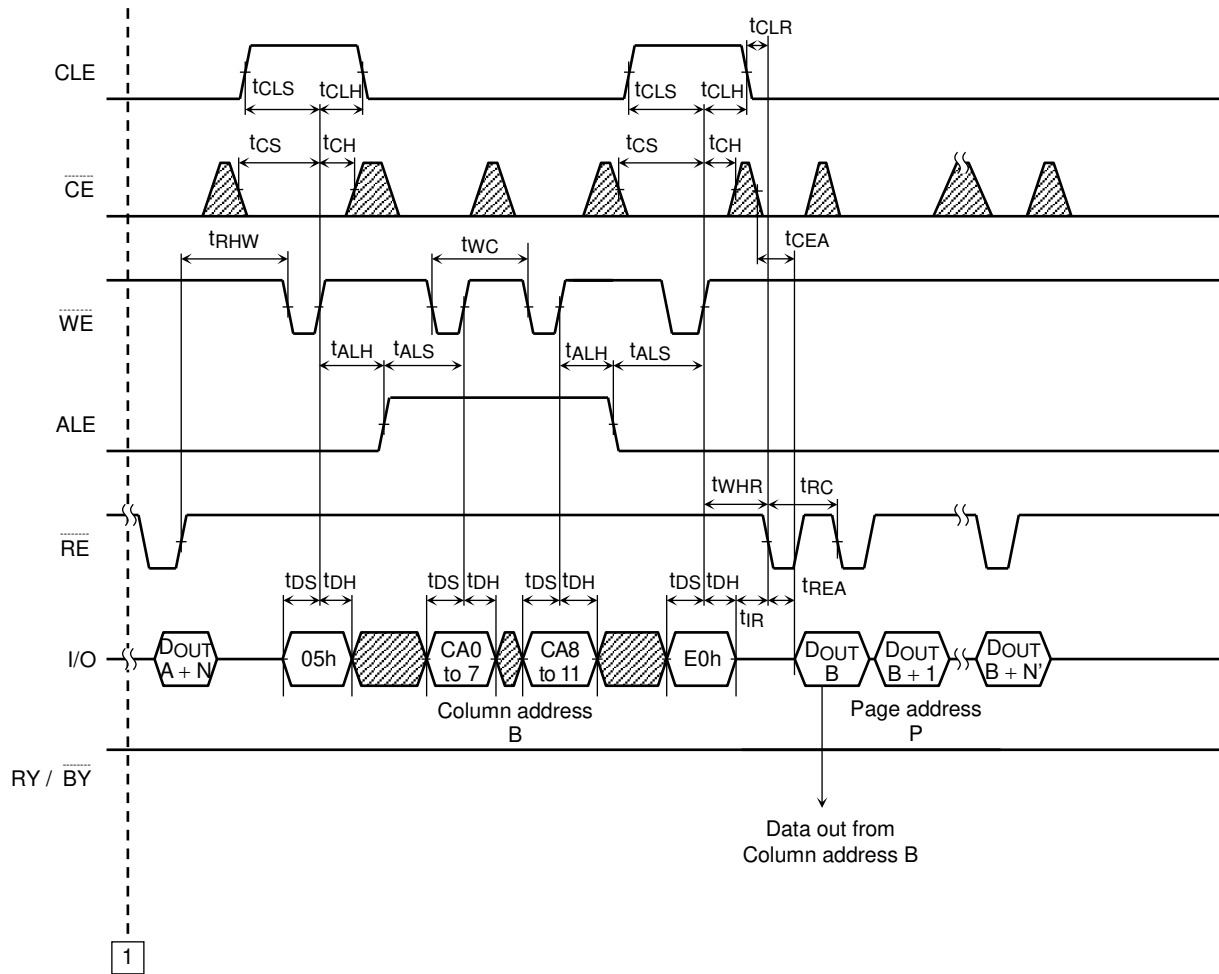 tCLR
CLE
tCLS tCLH tCLS tCLH
tCS tCH tCS tCH
CE
tRHW tWC tCEA
WE
tALH tALS tALH tALS
ALE
tWHR tRC
RE
tDS tDH tDS tDH tDS tDH tDS tDH tREA
tIR
I/O
DOUT
A + N
05h
CA0
to 7
CA8
to 11
E0h
DOUT
B
DOUT
B + 1
DOUT
B + N’
Column address
B
Page address
P
RY / BY
Data out from
Column address B
1